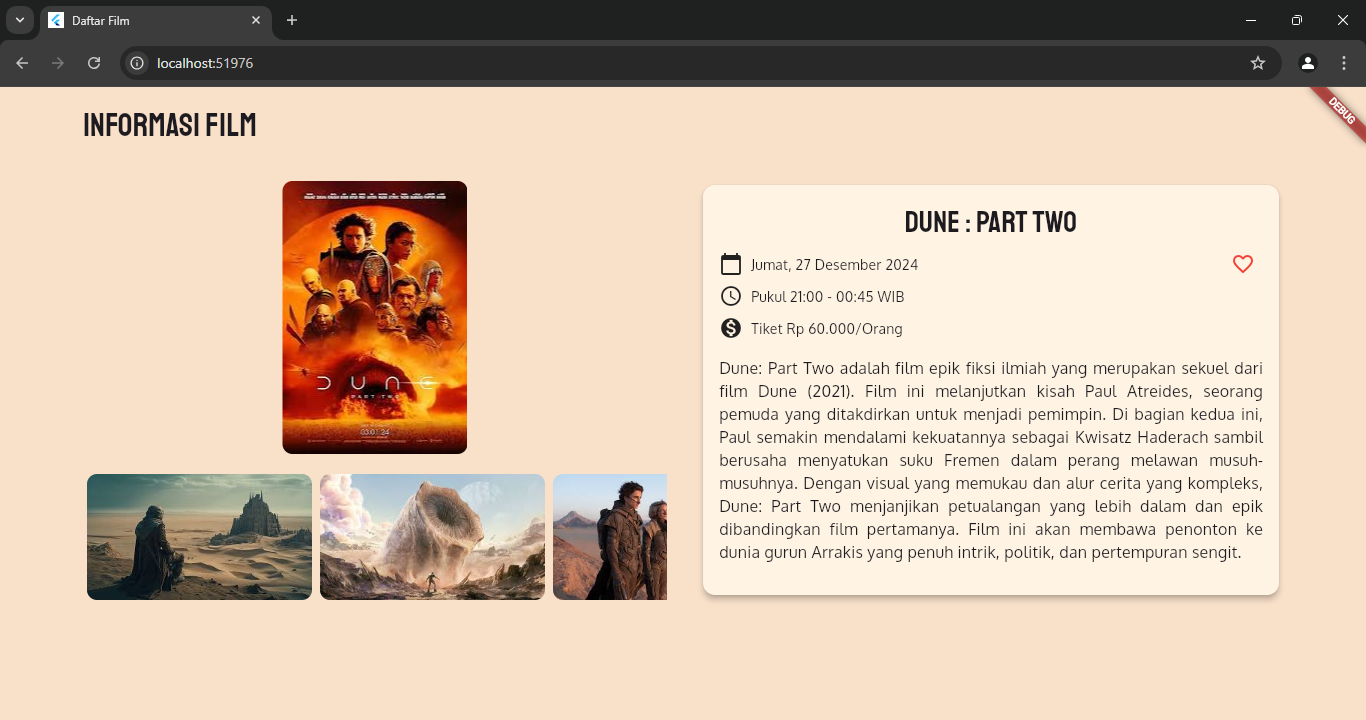 Daftar Film
localhost:51976
DEBUG
INFORMASI FILM
DUNE
PART TWO
03.01.24
DUNE : PART TWO
Jumat, 27 Desember 2024
Pukul 21:00 - 00:45 WIB
Tiket Rp 60.000/Orang
Dune: Part Two adalah film epik fiksi ilmiah yang merupakan sekuel dari
film Dune (2021). Film ini melanjutkan kisah Paul Atreides, seorang
pemuda yang ditakdirkan untuk menjadi pemimpin. Di bagian kedua ini,
Paul semakin mendalami kekuatannya sebagai Kwisatz Haderach sambil
berusaha menyatukan suku Fremen dalam perang melawan musuh-
musuhnya. Dengan visual yang memukau dan alur cerita yang kompleks,
Dune: Part Two menjanjikan petualangan yang lebih dalam dan epik
dibandingkan film pertamanya. Film ini akan membawa penonton ke
dunia gurun Arrakis yang penuh intrik, politik, dan pertempuran sengit.